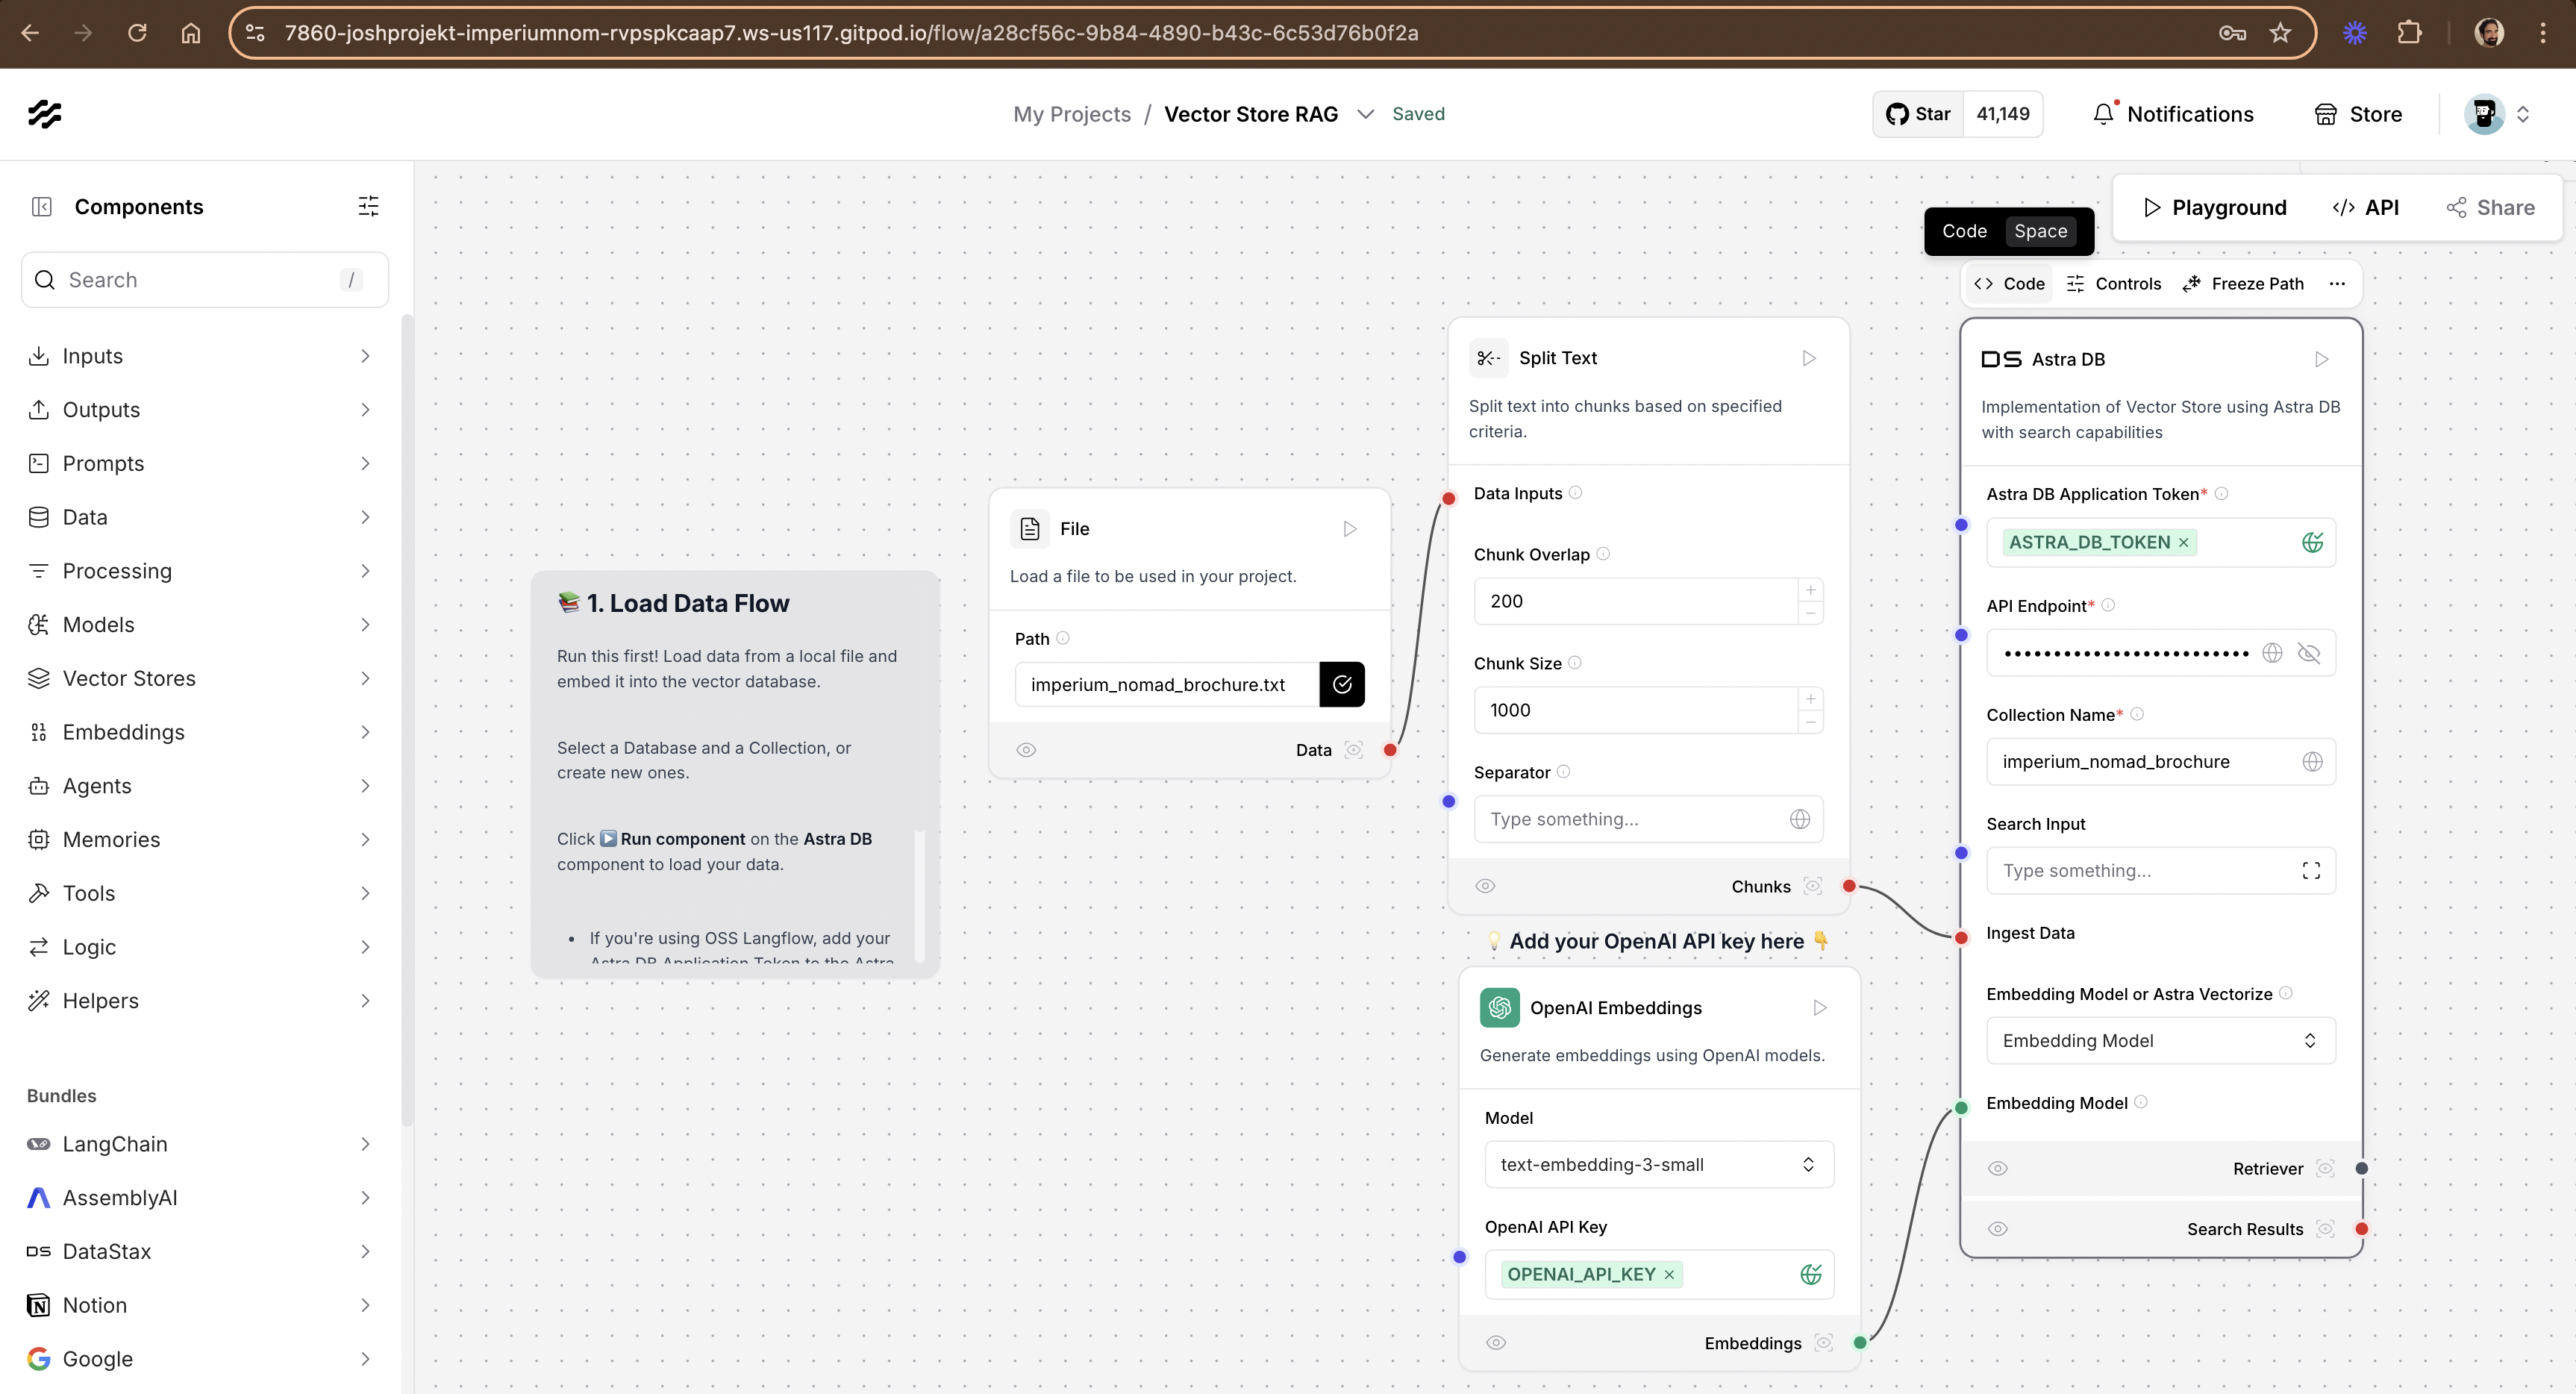 7860-joshprojekt-imperiumnom-rvpspkcaap7.ws-us117.gitpod.io/flow/a28cf56c-9b84-4890-b43c-6c53d76b0f2a
My Projects / Vector Store RAG Saved
Star 41,149
Notifications
Store
Components
Search /
Inputs
Outputs
Prompts
Data
Processing
Models
Vector Stores
Embeddings
Agents
Memories
Tools
Logic
Helpers
Bundles
LangChain
AssemblyAI
DS DataStax
Notion
Google
Playground
API
Share
Code Space
Code
Controls
Freeze Path
📚 1. Load Data Flow
Run this first! Load data from a local file and
embed it into the vector database.
Select a Database and a Collection, or
create new ones.
Click ▶️ Run component on the Astra DB
component to load your data.
• If you're using OSS Langflow, add your
Astra DB Application Token to the Astra
File
Load a file to be used in your project.
Path
imperium_nomad_brochure.txt
Data
Split Text
Split text into chunks based on specified
criteria.
Data Inputs
Chunk Overlap
200
Chunk Size
1000
Separator
Type something...
Chunks
💡 Add your OpenAI API key here 👇
OpenAI Embeddings
Generate embeddings using OpenAI models.
Model
text-embedding-3-small
OpenAI API Key
OPENAI_API_KEY
Embeddings
DS Astra DB
Implementation of Vector Store using Astra DB
with search capabilities
Astra DB Application Token*
ASTRA_DB_TOKEN
API Endpoint*
••••••••••••••••••••••••
Collection Name*
imperium_nomad_brochure
Search Input
Type something...
Ingest Data
Embedding Model or Astra Vectorize
Embedding Model
Embedding Model
Retriever
Search Results